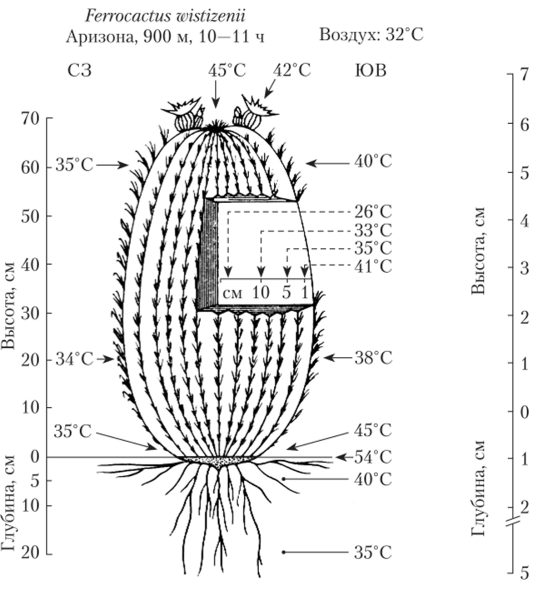 Ferrocactus wistizenii
Аризона, 900 м, 10—11 ч
Воздух: 32°C
СЗ
45°C
42°C
ЮВ
7
70
6
60
35°C
40°C
5
50
26°C
4
33°C
35°C
40
41°C
3
см 10 5 1
30
2
Высота, см
Высота, см
20
34°C
38°C
1
10
0
35°C
45°C
0
54°C
1
5
40°C
10
2
Глубина, см
Глубина, см
20
35°C
5